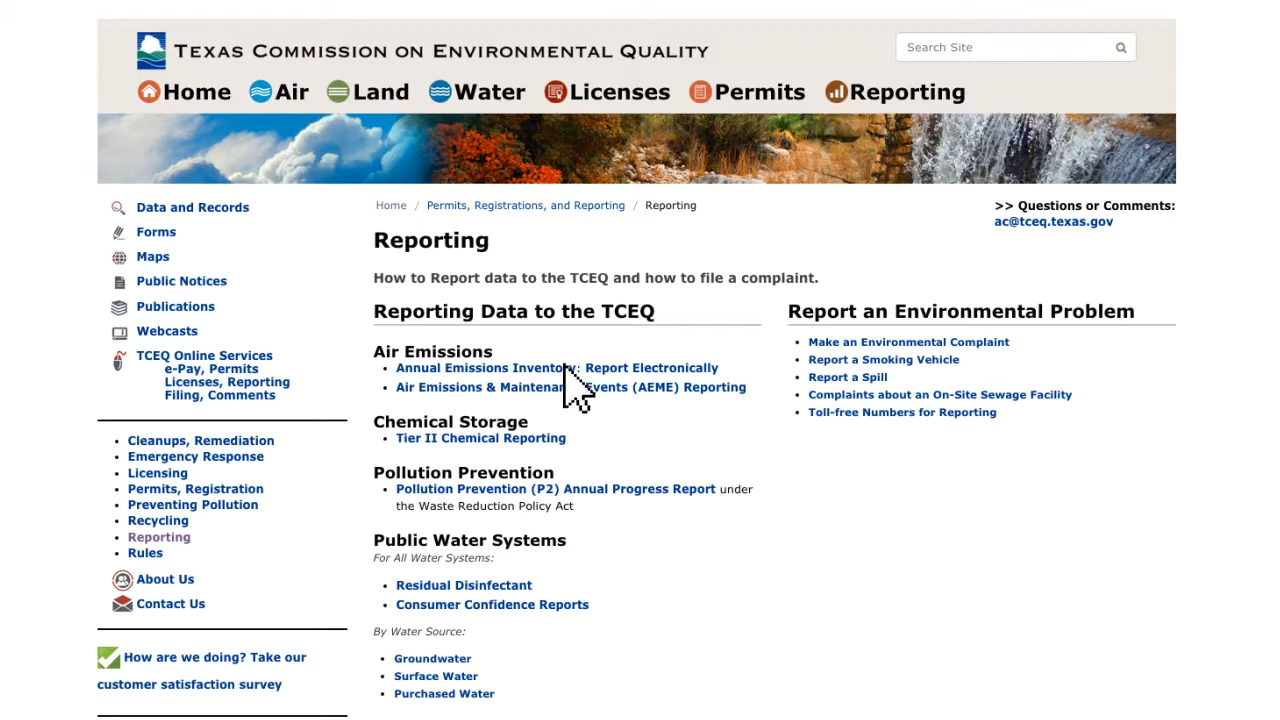 TEXAS COMMISSION ON ENVIRONMENTAL QUALITY
Search Site
Home Air Land Water Licenses Permits Reporting
Data and Records
Forms
Maps
Public Notices
Publications
Webcasts
TCEQ Online Services
e-Pay, Permits
Licenses, Reporting
Filing, Comments
Cleanups, Remediation
Emergency Response
Licensing
Permits, Registration
Preventing Pollution
Recycling
Reporting
Rules
About Us
Contact Us
How are we doing? Take our
customer satisfaction survey
Home / Permits, Registrations, and Reporting / Reporting
>> Questions or Comments:
ac@tceq.texas.gov
Reporting
How to Report data to the TCEQ and how to file a complaint.
Reporting Data to the TCEQ
Air Emissions
Annual Emissions Inventory: Report Electronically
Air Emissions & Maintenance Events (AEME) Reporting
Chemical Storage
Tier II Chemical Reporting
Pollution Prevention
Pollution Prevention (P2) Annual Progress Report under
the Waste Reduction Policy Act
Public Water Systems
For All Water Systems:
Residual Disinfectant
Consumer Confidence Reports
By Water Source:
Groundwater
Surface Water
Purchased Water
Report an Environmental Problem
Make an Environmental Complaint
Report a Smoking Vehicle
Report a Spill
Complaints about an On-Site Sewage Facility
Toll-free Numbers for Reporting